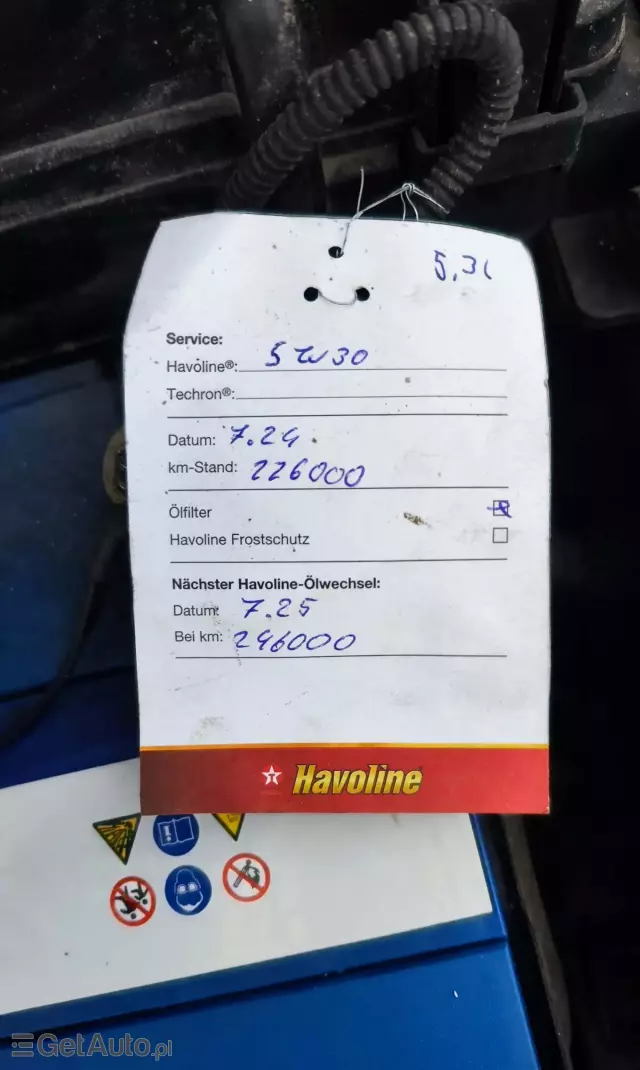 5,3L
Service:
Havoline®: 5W30
Techron®:
Datum: 7.24.
km-Stand: 226000
Ölfilter
Havoline Frostschutz
Nächster Havoline-Ölwechsel:
Datum: 7.25
Bei km: 246000
Havoline
GetAuto.pl